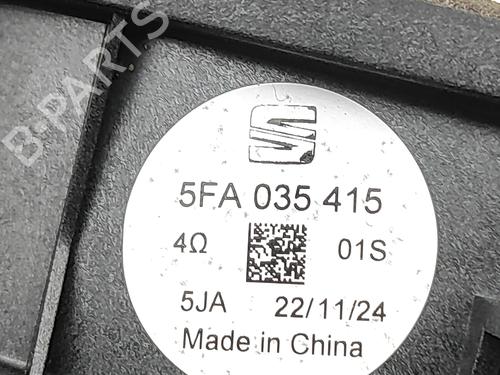 B-PARTS
5FA 035 415
4Ω 01S
5JA 22/11/24
Made in China